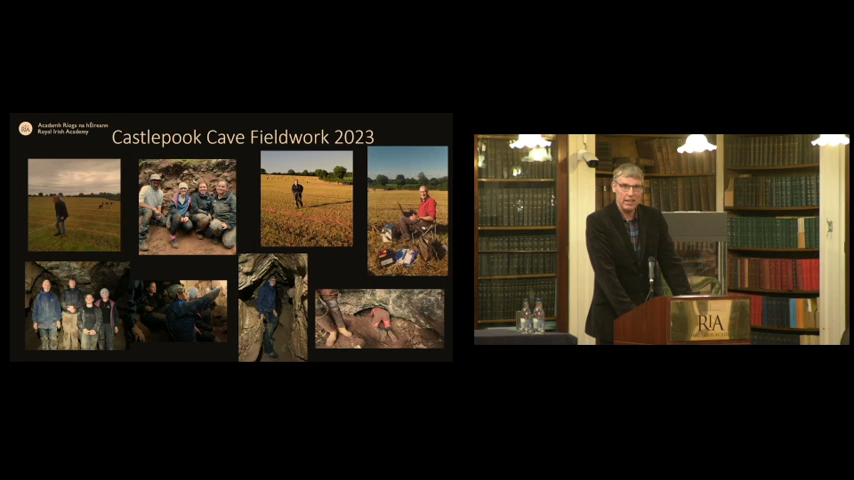 Acadamh Ríoga na hÉireann
Royal Irish Academy
Castlepook Cave Fieldwork 2023
RIA